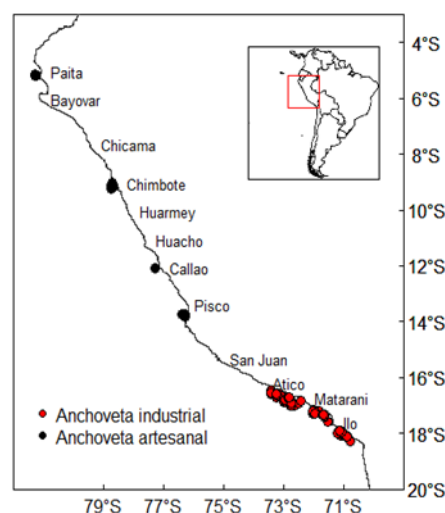 4°S
Paita
Bayovar
6°S
Chicama
8°S
Chimbote
10°S
Huarmey
Huacho
12°S
Callao
Pisco
14°S
San Juan
16°S
Atico
Matarani
Anchoveta industrial
Ilo
Anchoveta artesanal
18°S
20°S
79°S 77°S 75°S 73°S 71°S